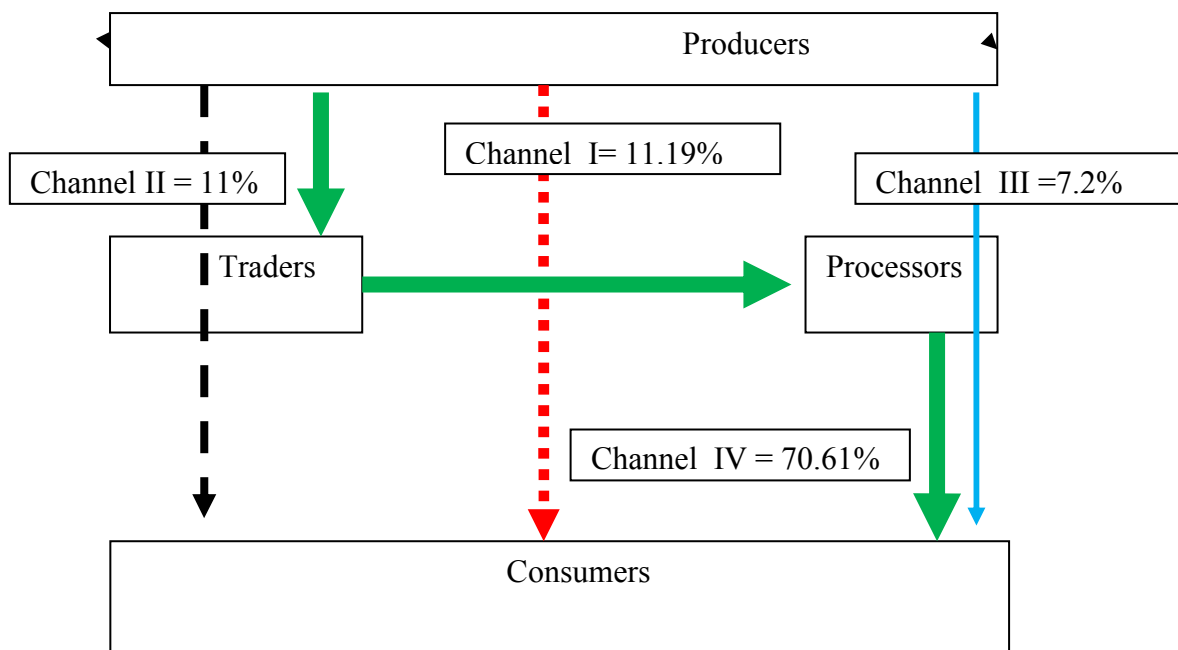 Producers
Channel  I= 11.19%
Channel II = 11%
Channel  III =7.2%
Traders
Processors
Channel  IV = 70.61%
Consumers